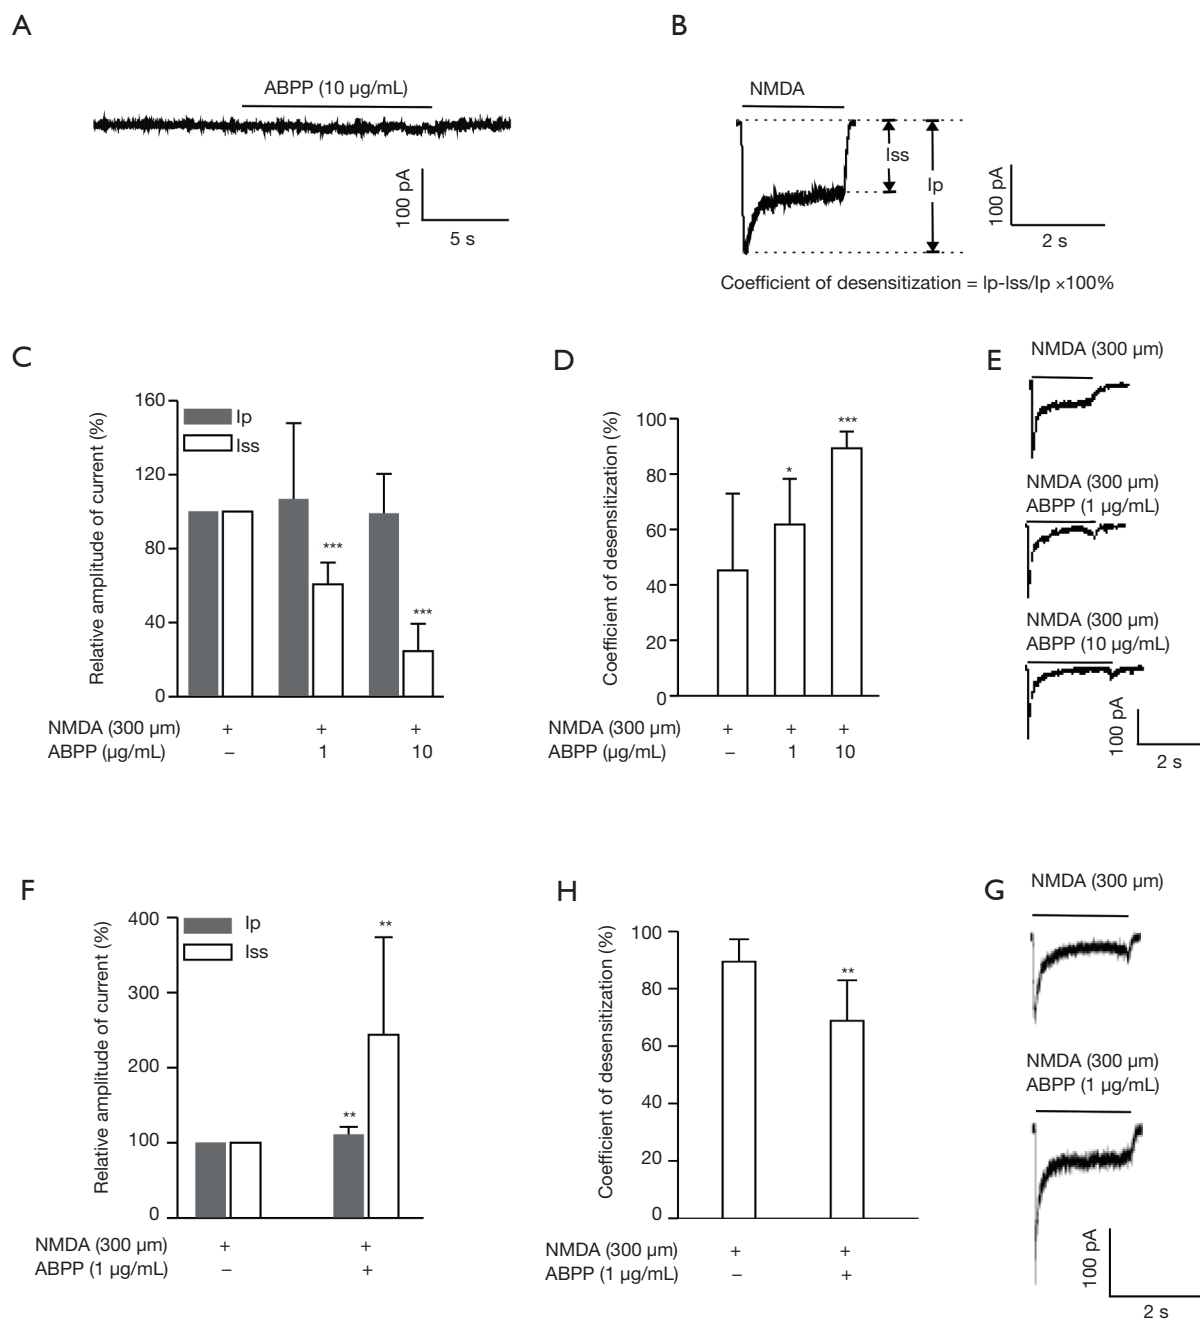 A
ABPP (10 µg/mL)
100 pA
5 s
B
NMDA
Iss
Ip
100 pA
2 s
Coefficient of desensitization = Ip-Iss/Ip ×100%
C
Relative amplitude of current (%)
160
120
80
40
0
Ip
Iss
***
***
NMDA (300 µm) + + +
ABPP (µg/mL) – 1 10
D
Coefficient of desensitization (%)
100
80
60
40
20
0
*
***
NMDA (300 µm) + + +
ABPP (µg/mL) – 1 10
E
NMDA (300 µm)
NMDA (300 µm)
ABPP (1 µg/mL)
NMDA (300 µm)
ABPP (10 µg/mL)
100 pA
2 s
F
Relative amplitude of current (%)
400
300
200
100
0
Ip
Iss
**
**
NMDA (300 µm) + +
ABPP (1 µg/mL) – +
H
Coefficient of desensitization (%)
100
80
60
40
20
0
**
NMDA (300 µm) + +
ABPP (1 µg/mL) – +
G
NMDA (300 µm)
NMDA (300 µm)
ABPP (1 µg/mL)
100 pA
2 s